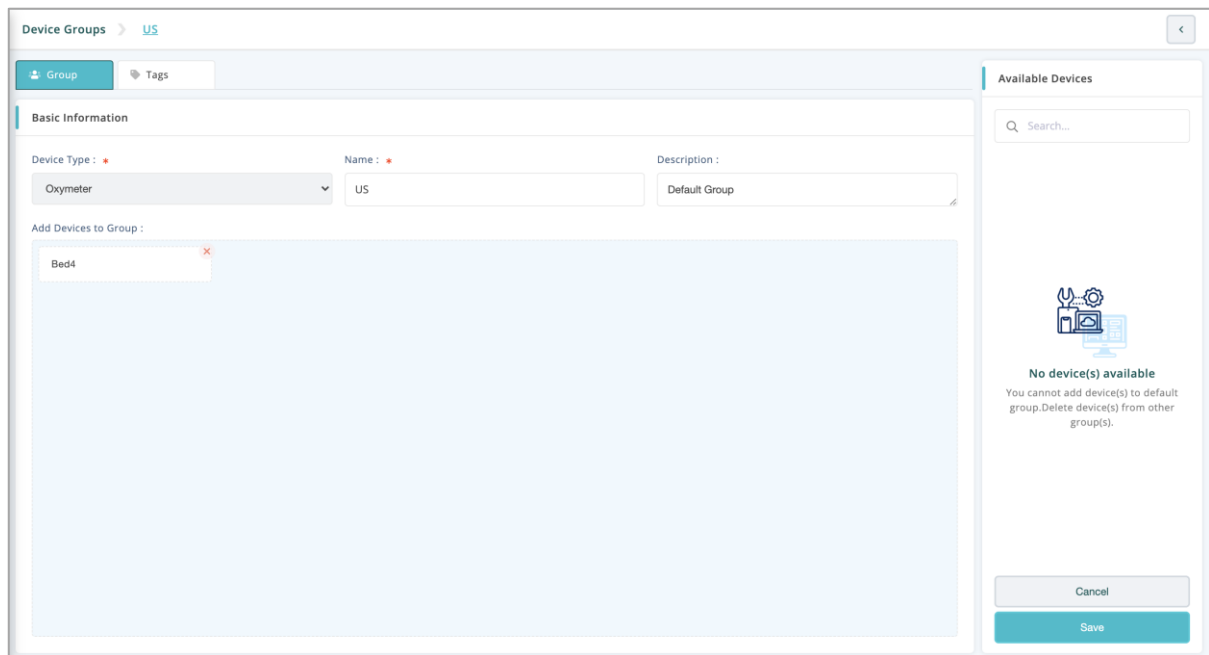 Device Groups US
Group Tags
Basic Information
Device Type : * Name : * Description :
Oxymeter US Default Group
Add Devices to Group :
Bed4
Available Devices
Search...
No device(s) available
You cannot add device(s) to default
group.Delete device(s) from other
group(s).
Cancel
Save